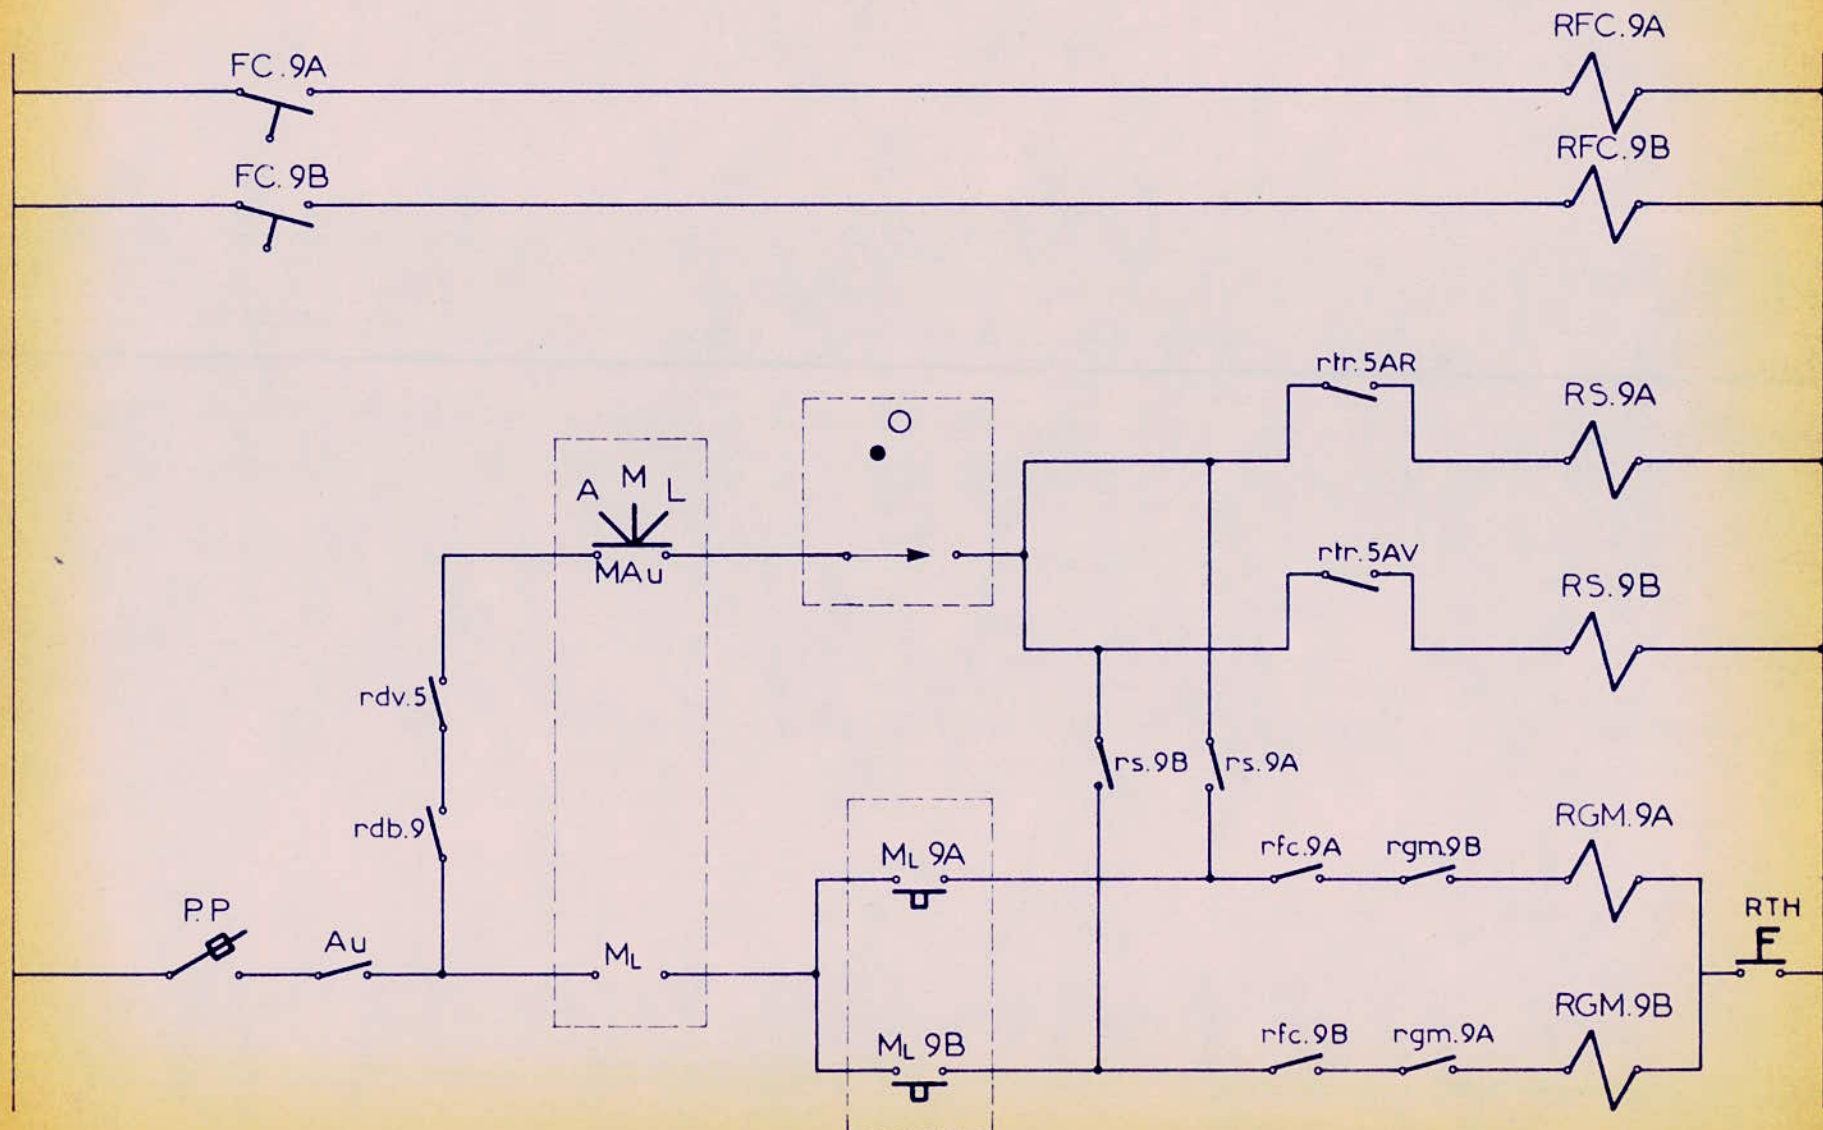 RFC.9A
FC.9A
RFC.9B
FC.9B
rtr.5AR
RS.9A
A M L
MAu
rtr.5AV
RS.9B
rdv.5
rs.9B
rs.9A
rdb.9
RGM.9A
ML 9A
rfc.9A
rgm.9B
P.P
Au
ML
RTH
F
RGM.9B
ML 9B
rfc.9B
rgm.9A